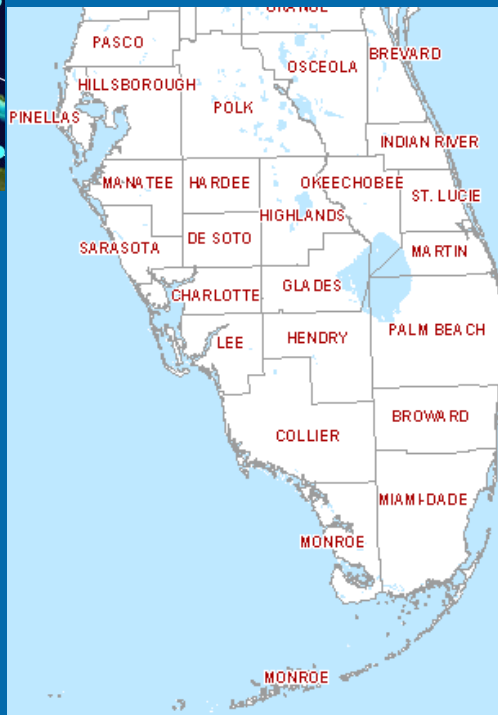 ORANGE
PASCO
BREVARD
OSCEOLA
HILLSBOROUGH
POLK
PINELLAS
INDIAN RIVER
MANATEE
HARDEE
OKEECHOBEE
ST. LUCIE
HIGHLANDS
DE SOTO
SARASOTA
MARTIN
GLADES
CHARLOTTE
PALM BEACH
HENDRY
LEE
BROWARD
COLLIER
MIAMI-DADE
MONROE
MONROE